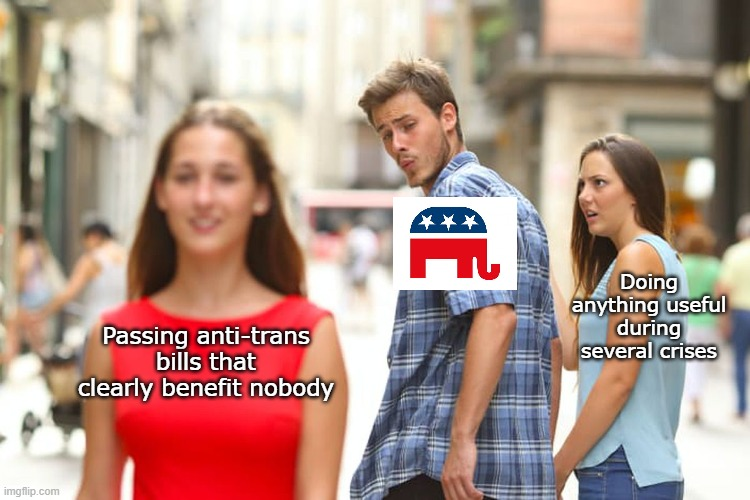 Passing anti-trans
bills that
clearly benefit nobody
Doing
anything useful
during
several crises
imgflip.com